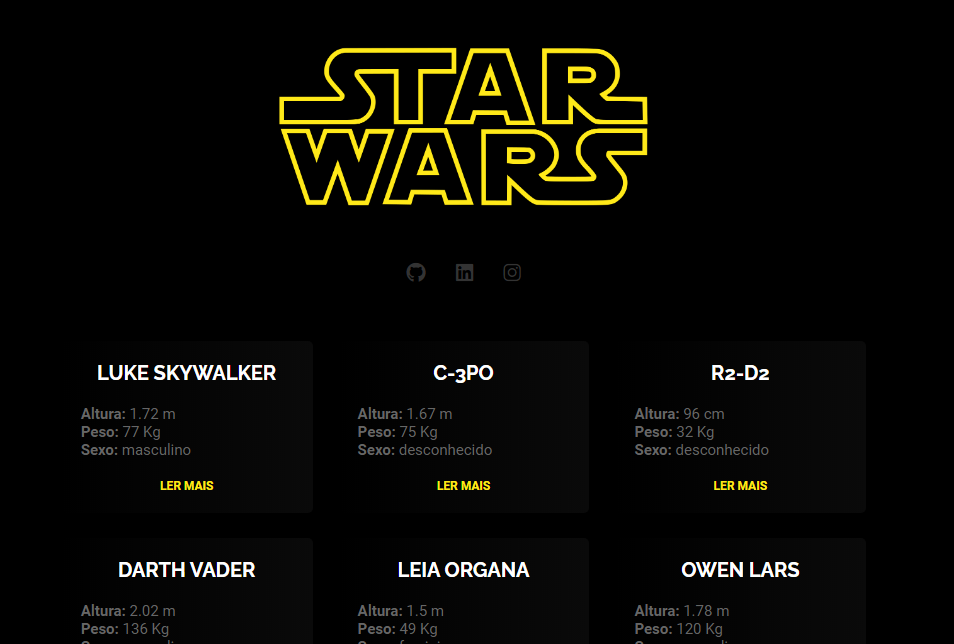 STAR
WARS
LUKE SKYWALKER
Altura: 1.72 m
Peso: 77 Kg
Sexo: masculino
LER MAIS
C-3PO
Altura: 1.67 m
Peso: 75 Kg
Sexo: desconhecido
LER MAIS
R2-D2
Altura: 96 cm
Peso: 32 Kg
Sexo: desconhecido
LER MAIS
DARTH VADER
Altura: 2.02 m
Peso: 136 Kg
LEIA ORGANA
Altura: 1.5 m
Peso: 49 Kg
OWEN LARS
Altura: 1.78 m
Peso: 120 Kg